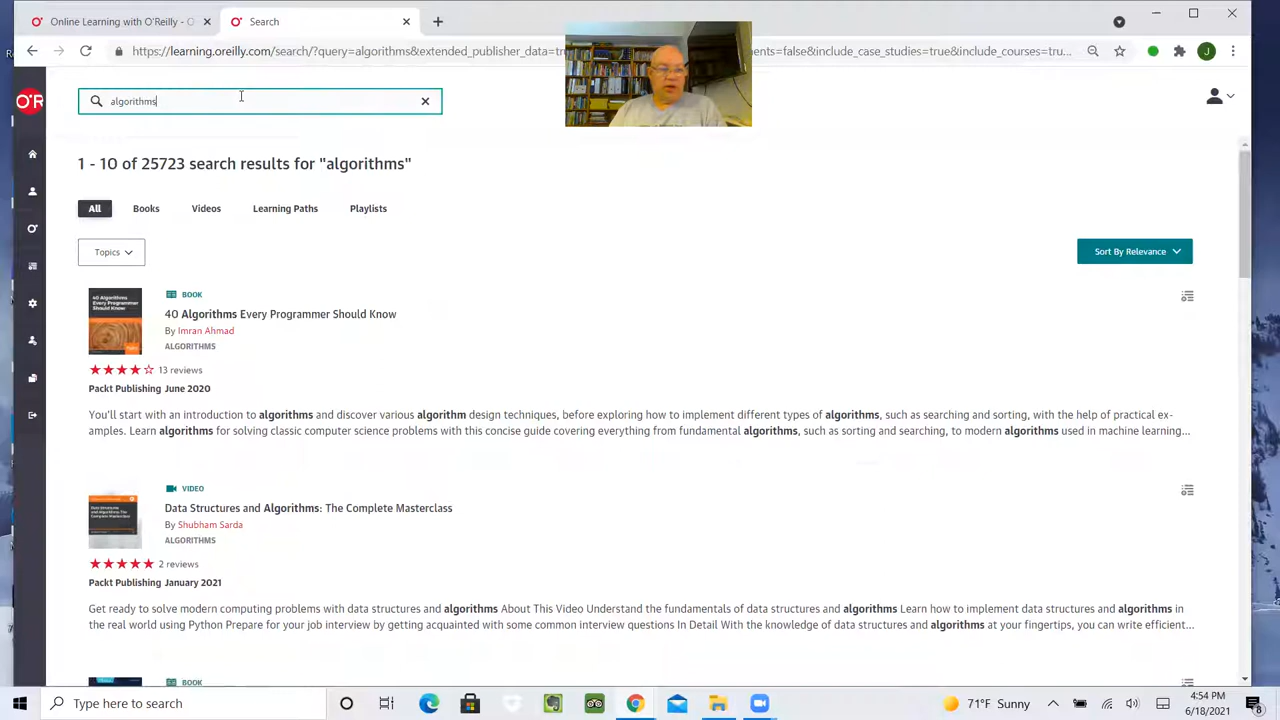 Online Learning with O'Reilly - O
Search
https://learning.oreilly.com/search/?query=algorithms&extended_publisher_data=tru
ments=false&include_case_studies=true&include_courses=tru...
J
O'R
algorithms
1 - 10 of 25723 search results for "algorithms"
All Books Videos Learning Paths Playlists
Topics
Sort By Relevance
BOOK
40 Algorithms Every Programmer Should Know
By Imran Ahmad
ALGORITHMS
13 reviews
Packt Publishing June 2020
You'll start with an introduction to algorithms and discover various algorithm design techniques, before exploring how to implement different types of algorithms, such as searching and sorting, with the help of practical ex-
amples. Learn algorithms for solving classic computer science problems with this concise guide covering everything from fundamental algorithms, such as sorting and searching, to modern algorithms used in machine learning...
VIDEO
Data Structures and Algorithms: The Complete Masterclass
By Shubham Sarda
ALGORITHMS
2 reviews
Packt Publishing January 2021
Get ready to solve modern computing problems with data structures and algorithms About This Video Understand the fundamentals of data structures and algorithms Learn how to implement data structures and algorithms in
the real world using Python Prepare for your job interview by getting acquainted with some common interview questions In Detail With the knowledge of data structures and algorithms at your fingertips, you can write efficient...
BOOK
Type here to search
71°F Sunny
4:54 PM
6/18/2021
8